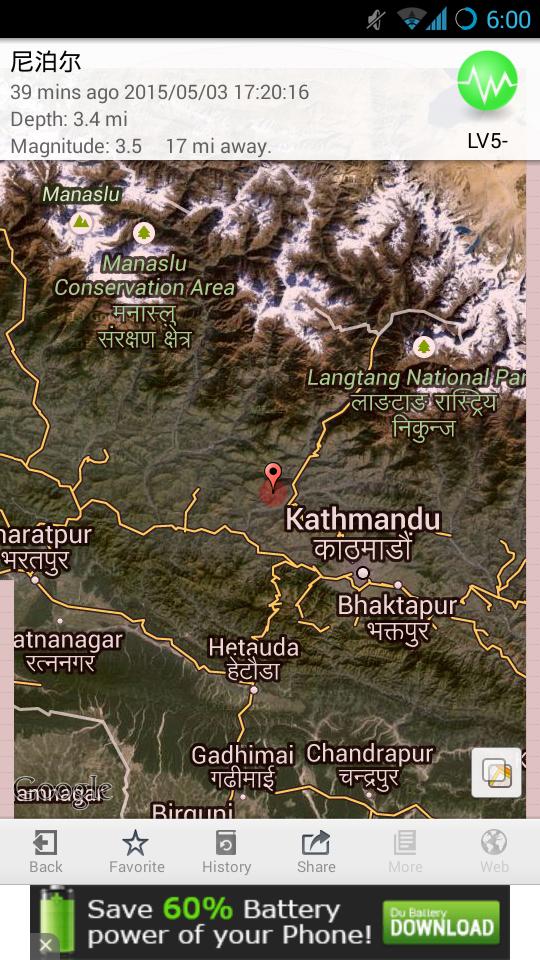 6:00
尼泊尔
39 mins ago 2015/05/03 17:20:16
Depth: 3.4 mi
Magnitude: 3.5 17 mi away.
LV5-
Manaslu
Manaslu
Conservation Area
मनास्लु
संरक्षण क्षेत्र
Langtang National Par
लाङटाङ राष्ट्रिय
निकुन्ज
Kathmandu
काठमाडौं
haratpur
भरतपुर
Bhaktapur
भक्तपुर
atnanagar
रत्ननगर
Hetauda
हेटौडा
Gadhimai
गढीमाई
Chandrapur
चन्द्रपुर
Google
amnagar
Birgunj
Back
Favorite
History
Share
More
Web
Save 60% Battery
power of your Phone!
Du Battery
DOWNLOAD